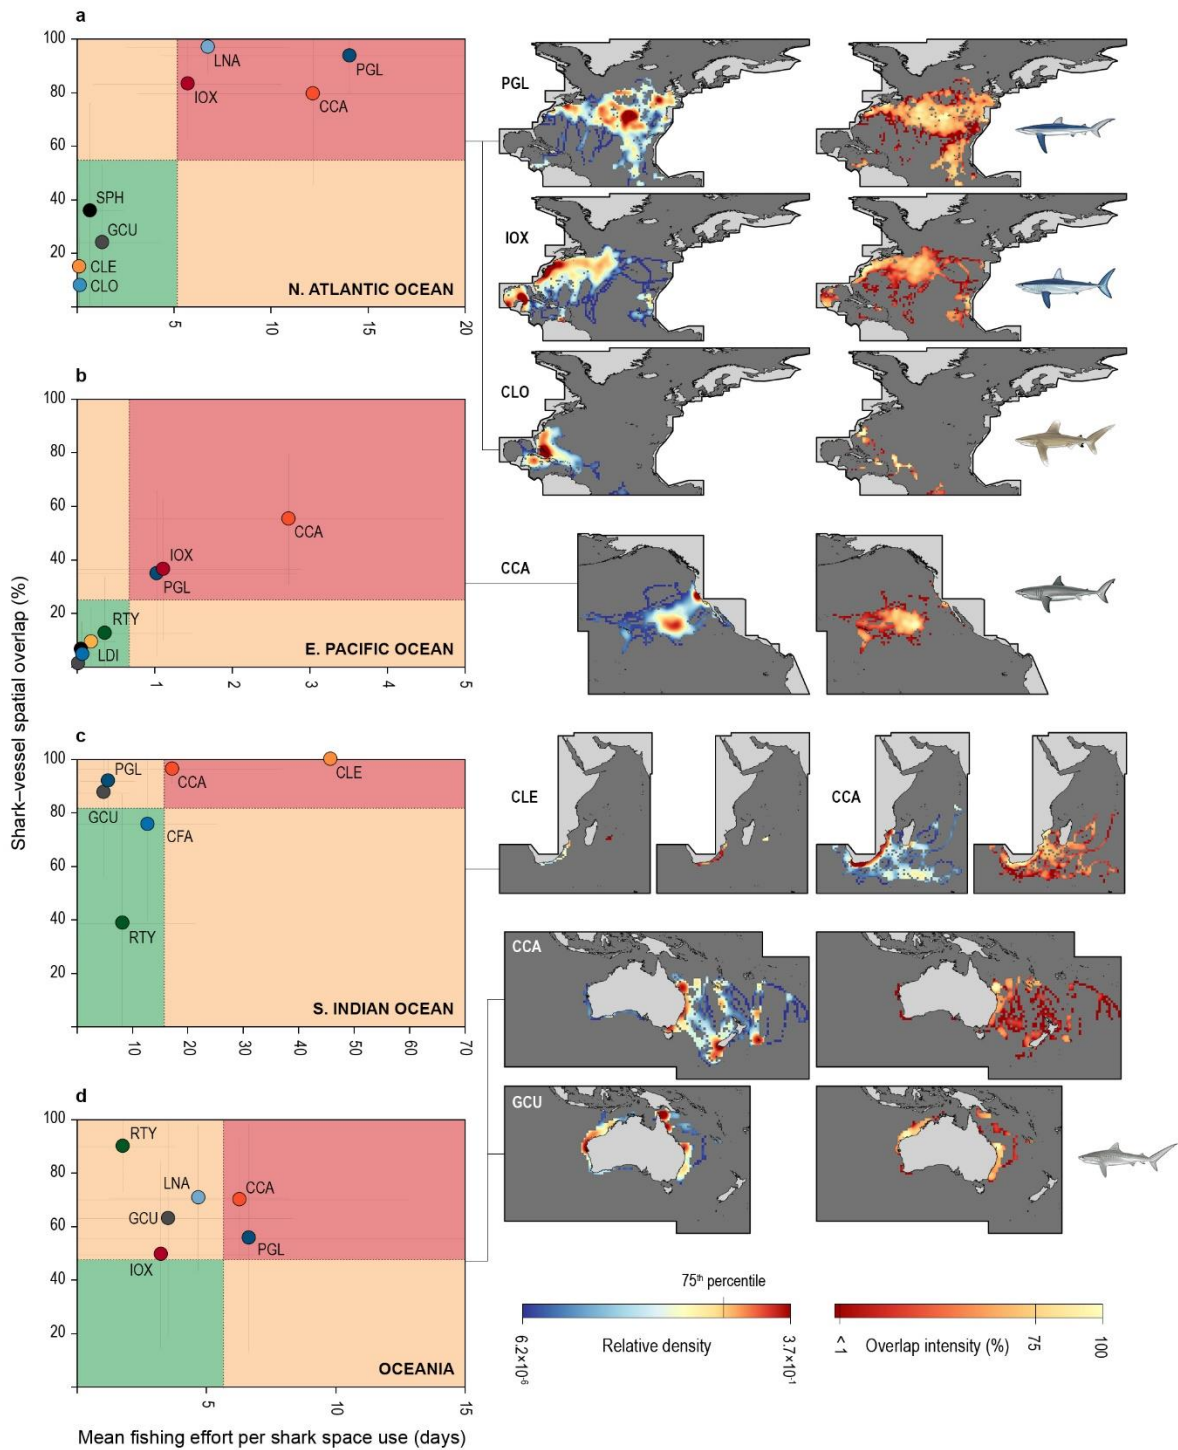 a
100
80
60
40
20
LNA
PGL
IOX
CCA
SPH
GCU
CLE
CLO
N. ATLANTIC OCEAN
5
10
15
20
PGL
IOX
CLO
b
100
80
60
40
20
CCA
IOX
PGL
RTY
LDI
E. PACIFIC OCEAN
1
2
3
4
5
CCA
Shark–vessel spatial overlap (%)
c
100
80
60
40
20
PGL
CCA
CLE
GCU
CFA
RTY
S. INDIAN OCEAN
10
20
30
40
50
60
70
CLE
CCA
CCA
GCU
d
100
80
60
40
20
RTY
LNA
CCA
GCU
PGL
IOX
OCEANIA
5
10
15
Mean fishing effort per shark space use (days)
75th percentile
6.2×10-6
Relative density
3.7×10-1
<1
Overlap intensity (%)
75
100